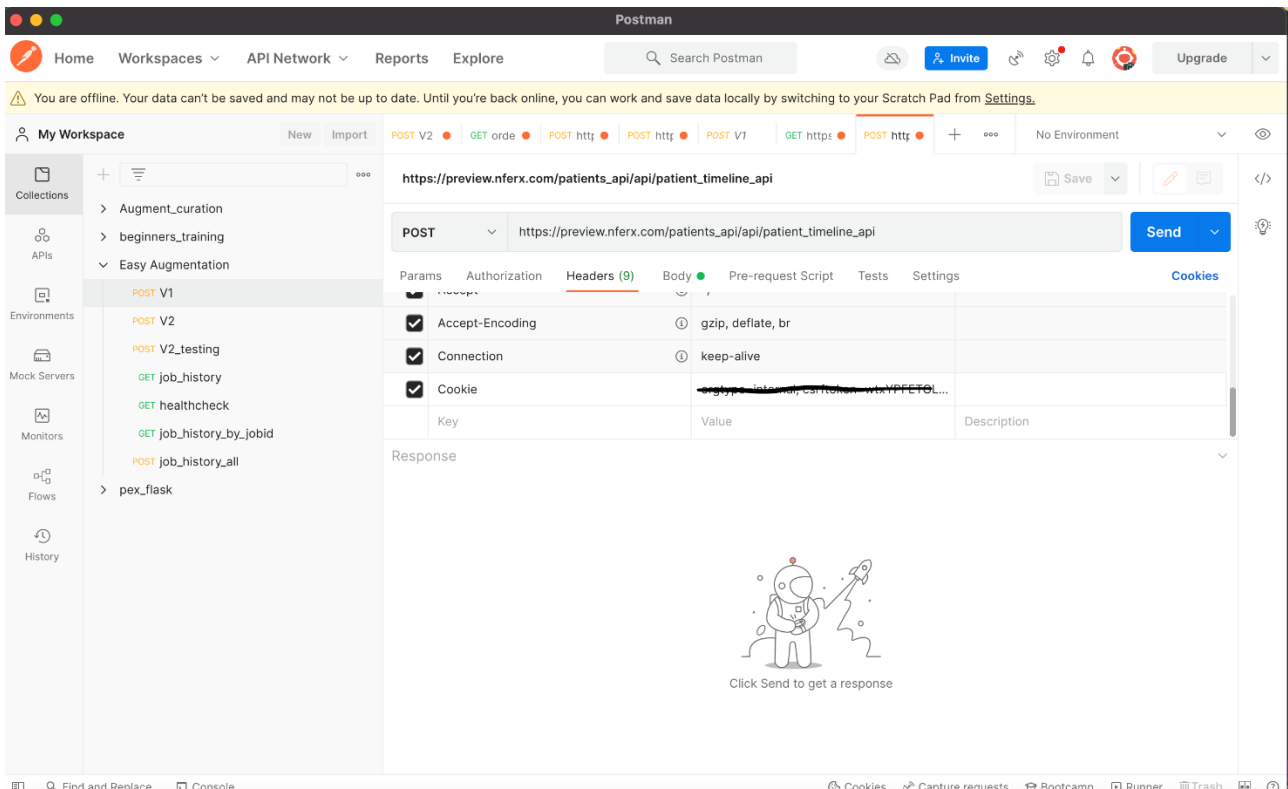 Postman
Home Workspaces API Network Reports Explore Search Postman Invite Upgrade
You are offline. Your data can't be saved and may not be up to date. Until you're back online, you can work and save data locally by switching to your Scratch Pad from Settings.
My Workspace New Import POST V2 GET orde POST http POST http POST V1 GET https POST http No Environment
Collections
https://preview.nferx.com/patients_api/api/patient_timeline_api Save
Augment_curation
beginners_training
Easy Augmentation
POST V1
POST V2
POST V2_testing
GET job_history
GET healthcheck
GET job_history_by_jobid
POST job_history_all
pex_flask
APIs
Environments
Mock Servers
Monitors
Flows
History
POST https://preview.nferx.com/patients_api/api/patient_timeline_api Send
Params Authorization Headers (9) Body Pre-request Script Tests Settings Cookies
Accept
Accept-Encoding gzip, deflate, br
Connection keep-alive
Cookie
Key Value Description
Response
Click Send to get a response
Find and Replace Console Cookies Capture requests Bootcamp Runner Trash